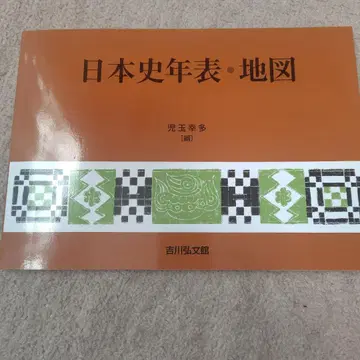 日本史年表・地図
児玉幸多
[編]
吉川弘文館